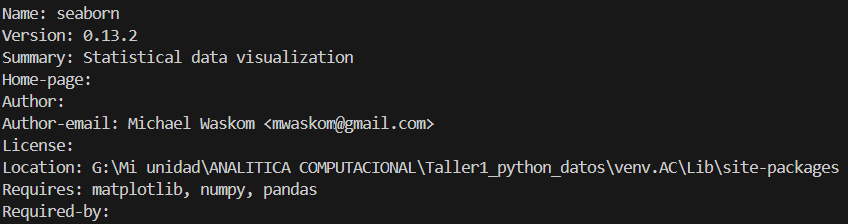 Name: seaborn
Version: 0.13.2
Summary: Statistical data visualization
Home-page:
Author:
Author-email: Michael Waskom <mwaskom@gmail.com>
License:
Location: G:\Mi unidad\ANALITICA COMPUTACIONAL\Taller1_python_datos\venv.AC\Lib\site-packages
Requires: matplotlib, numpy, pandas
Required-by: